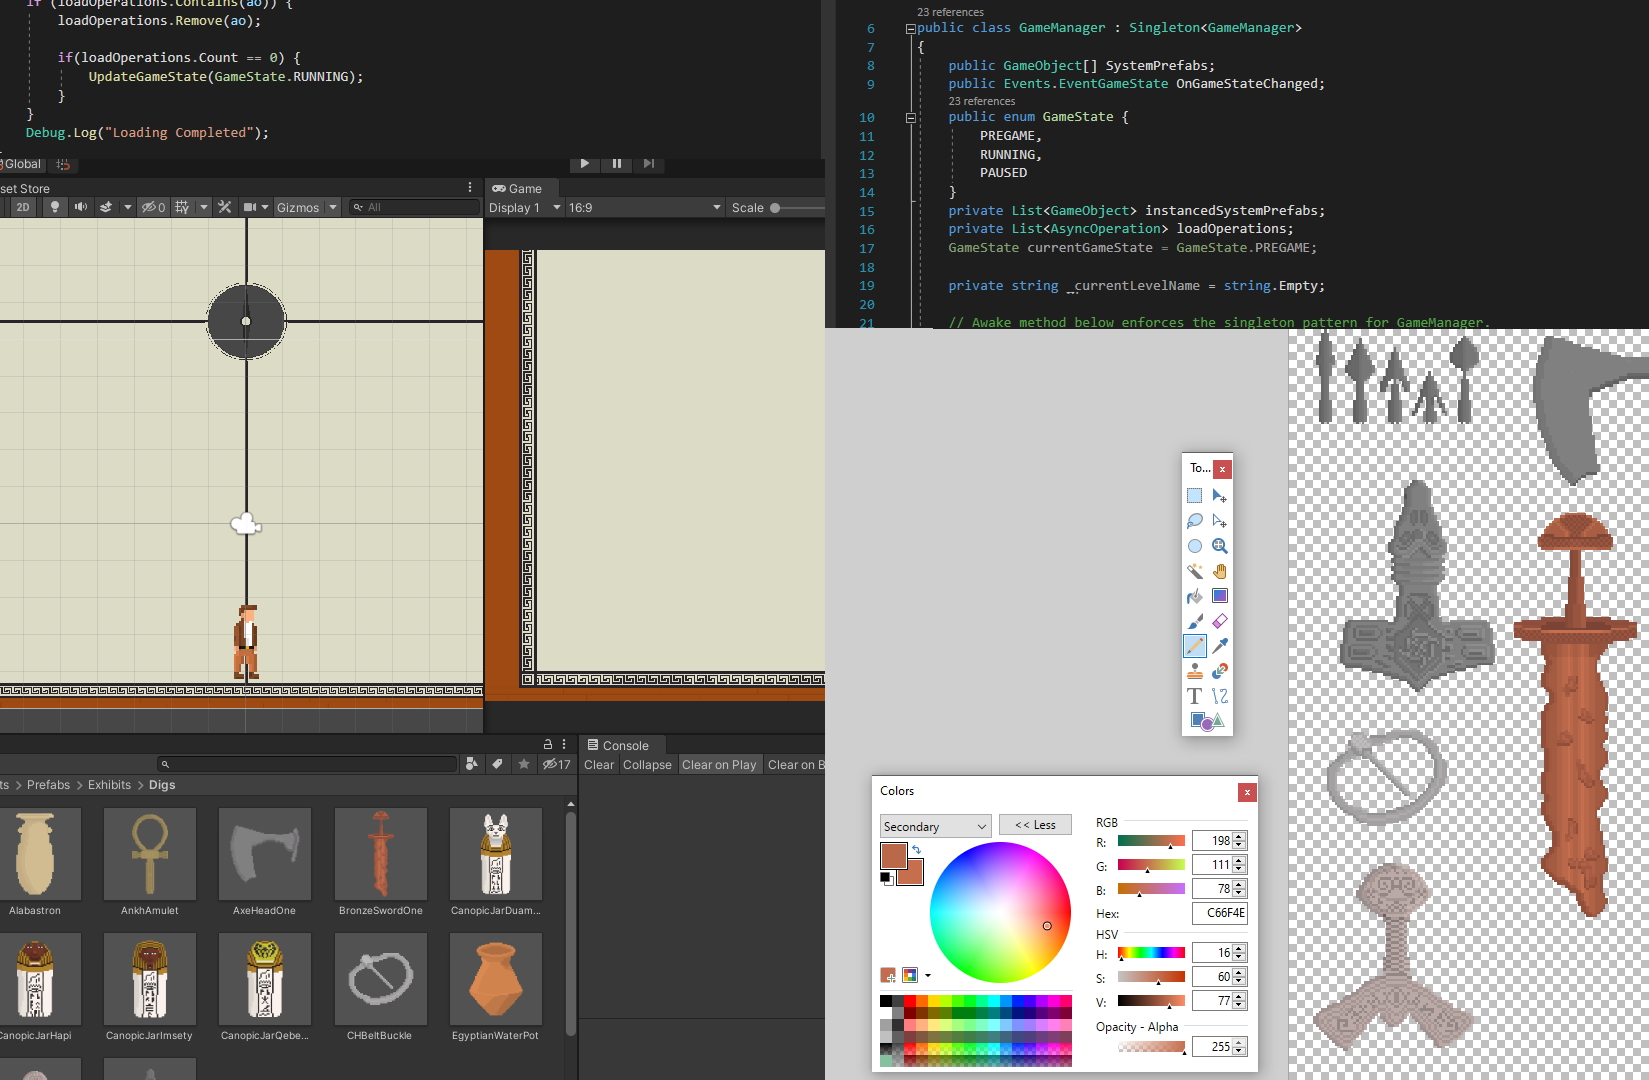 if (loadOperations.Contains(ao)) {
loadOperations.Remove(ao);
if(loadOperations.Count == 0) {
UpdateGameState(GameState.RUNNING);
}
}
Debug.Log("Loading Completed");
Global
set Store
2D
0
Gizmos
All
Game
Display 1
16:9
Scale
23 references
6 public class GameManager : Singleton<GameManager>
7 {
8 public GameObject[] SystemPrefabs;
9 public Events.EventGameState OnGameStateChanged;
23 references
10 public enum GameState {
11 PREGAME,
12 RUNNING,
13 PAUSED
14 }
15 private List<GameObject> instancedSystemPrefabs;
16 private List<AsyncOperation> loadOperations;
17 GameState currentGameState = GameState.PREGAME;
18
19 private string _currentLevelName = string.Empty;
20
21 // Awake method below enforces the singleton pattern for GameManager.
To... x
T
17
ts > Prefabs > Exhibits > Digs
Alabastron
AnkhAmulet
AxeHeadOne
BronzeSwordOne
CanopicJarDuam...
CanopicJarHapi
CanopicJarImsety
CanopicJarQebe...
CHBeltBuckle
EgyptianWaterPot
Console
Clear
Collapse
Clear on Play
Clear on B
Colors x
Secondary
<< Less
RGB
R: 198
G: 111
B: 78
Hex: C66F4E
HSV
H: 16
S: 60
V: 77
Opacity - Alpha
255